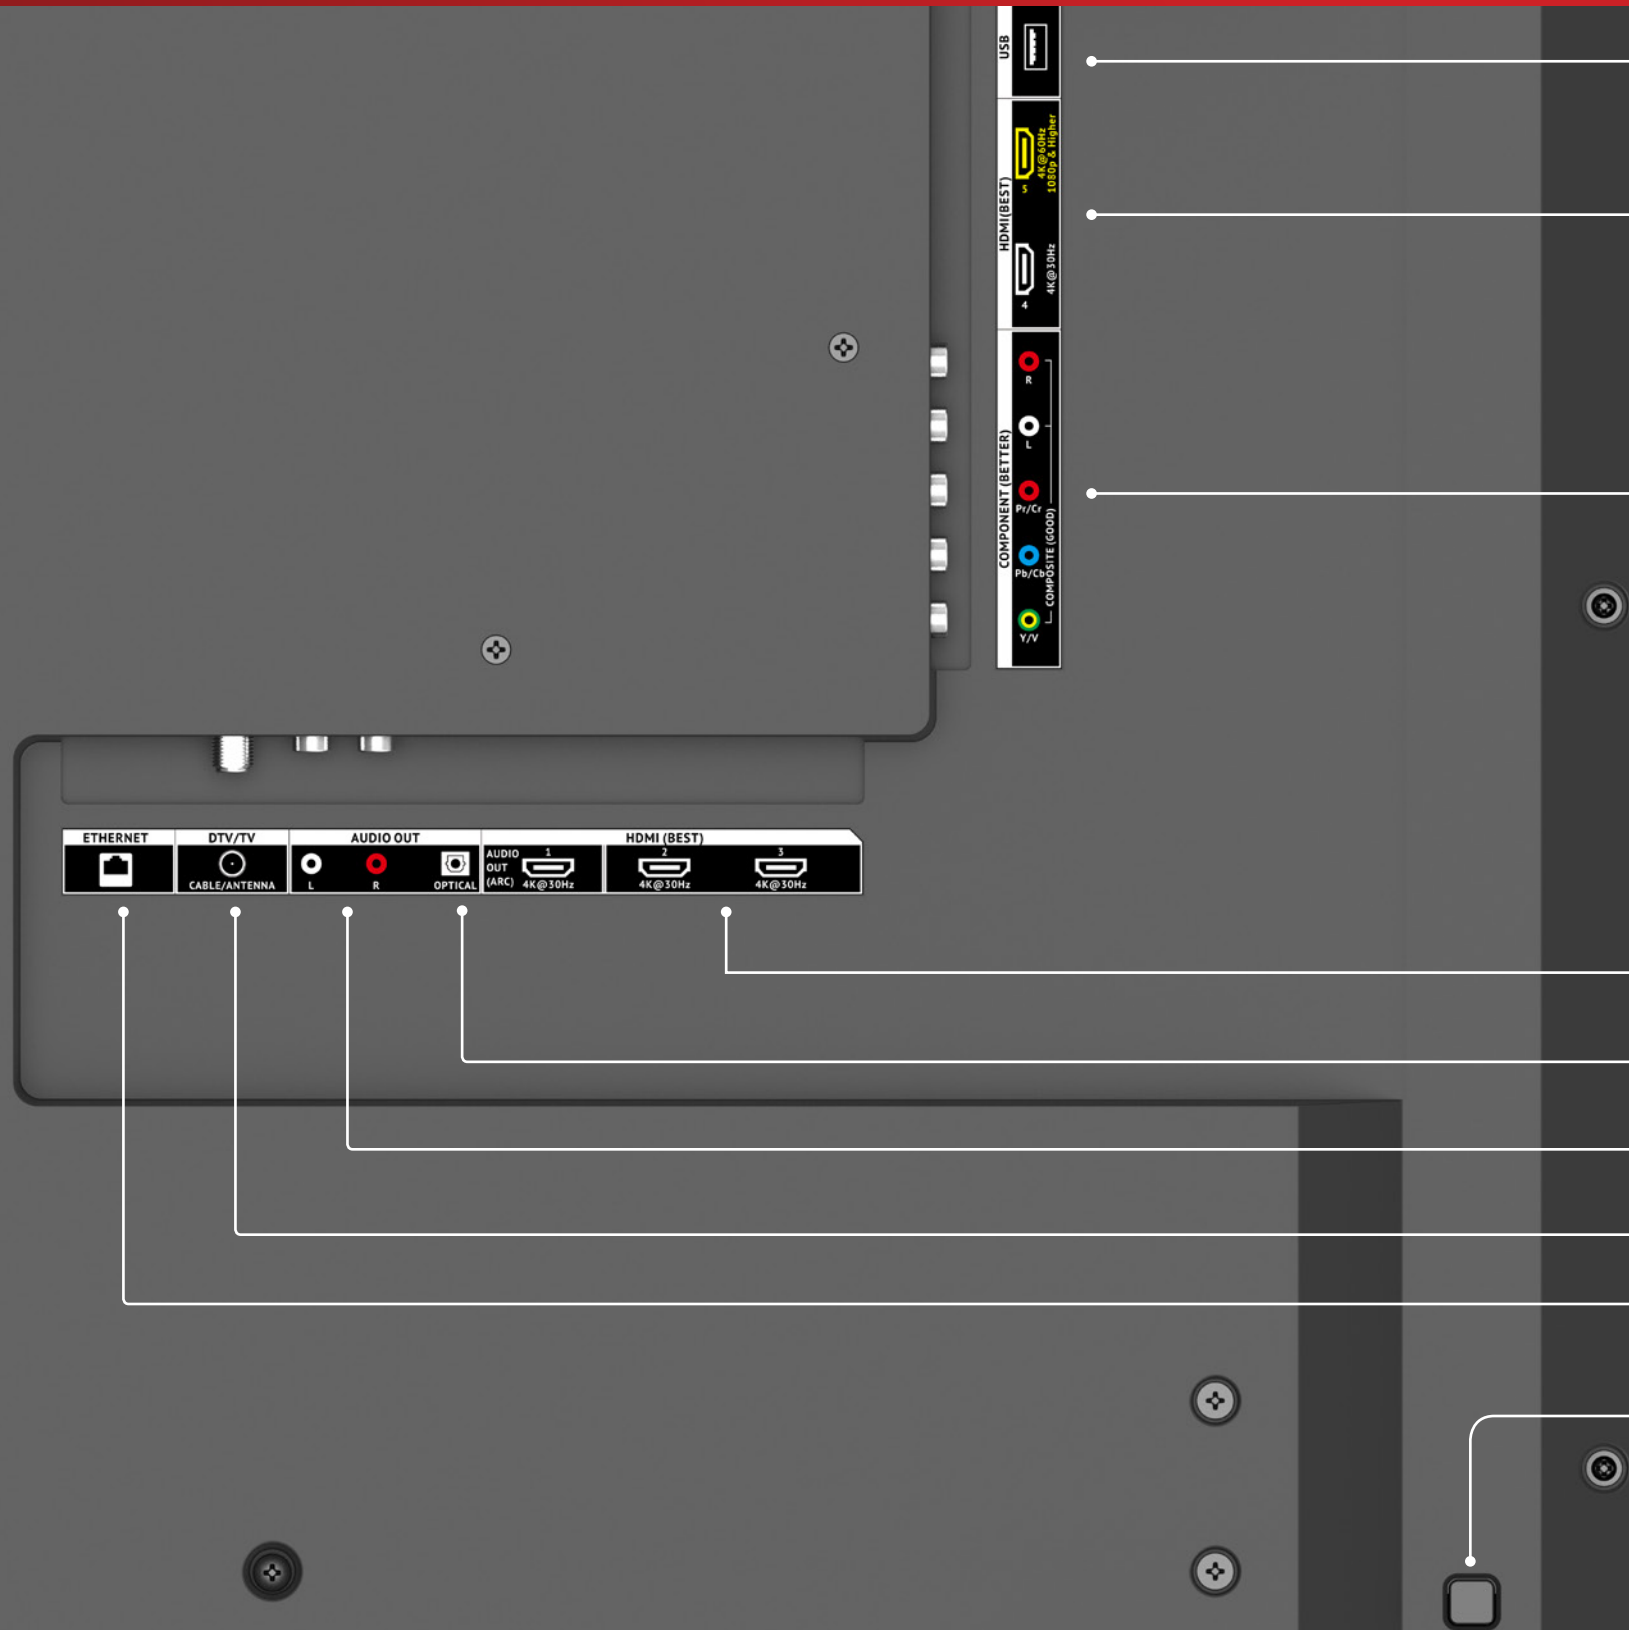 USB
HDMI(BEST)
5
4K@60Hz
1080p & Higher
4
4K@30Hz
COMPONENT (BETTER)
R
L
Pr/Cr
Pb/Cb
Y/V
COMPOSITE (GOOD)
ETHERNET
DTV/TV
CABLE/ANTENNA
AUDIO OUT
L
R
OPTICAL
HDMI (BEST)
AUDIO
OUT
(ARC)
1
4K@30Hz
2
4K@30Hz
3
4K@30Hz